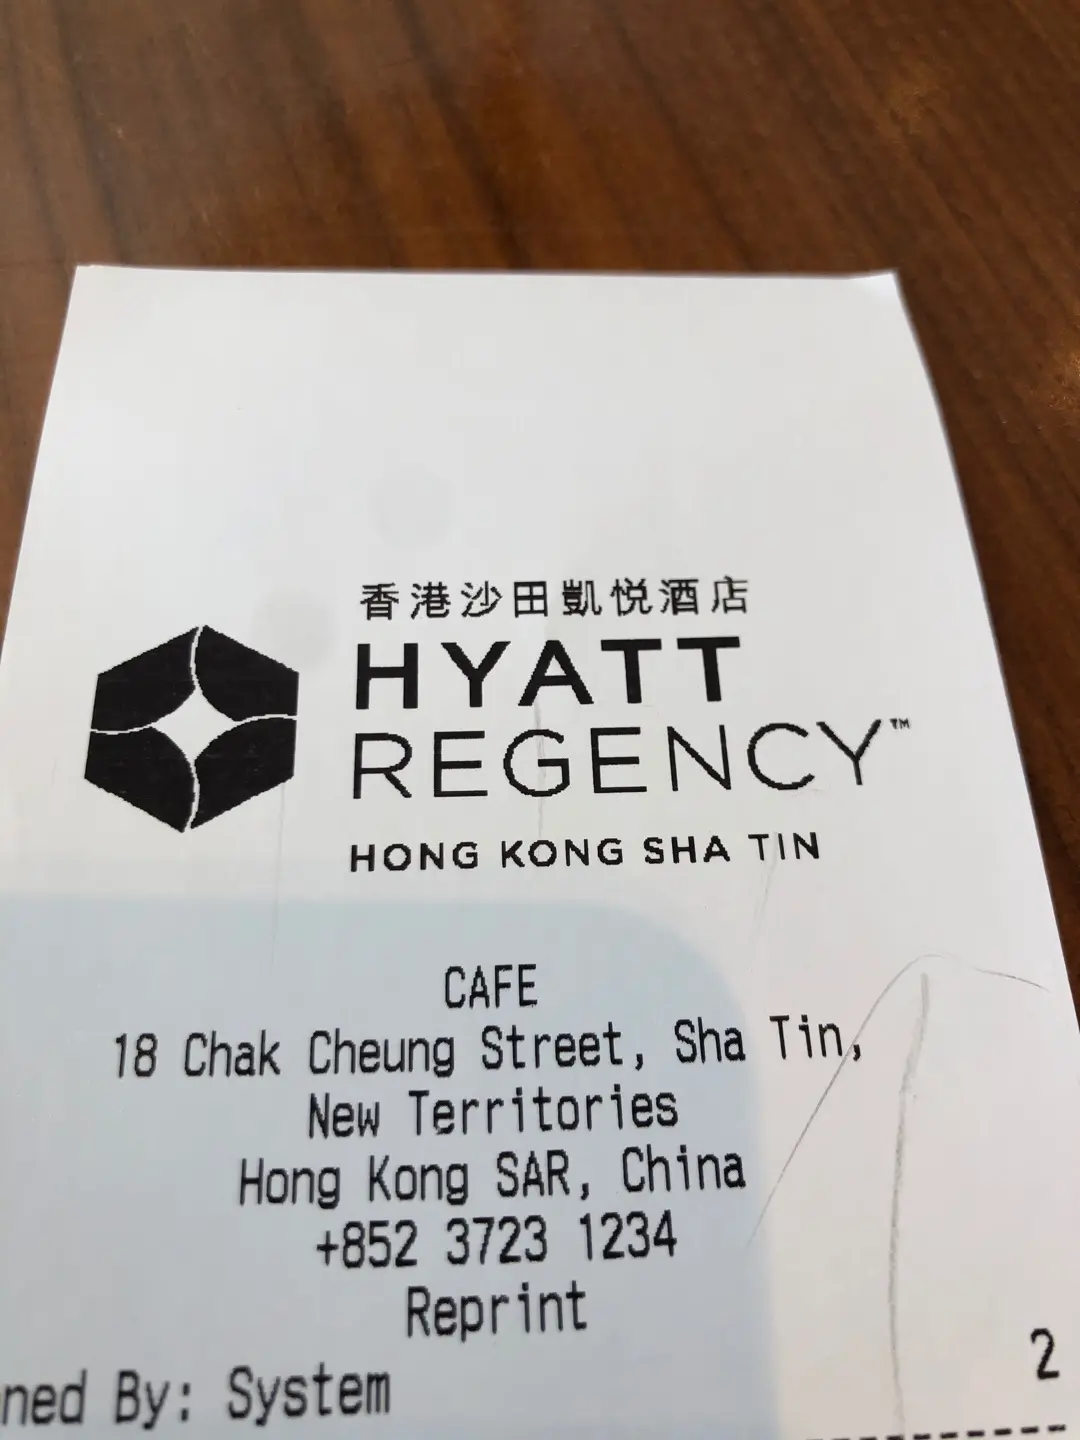 香港沙田凱悦酒店
HYATT
REGENCY™
HONG KONG SHA TIN
CAFE
18 Chak Cheung Street, Sha Tin,
New Territories
Hong Kong SAR, China
+852 3723 1234
Reprint
2
By: System